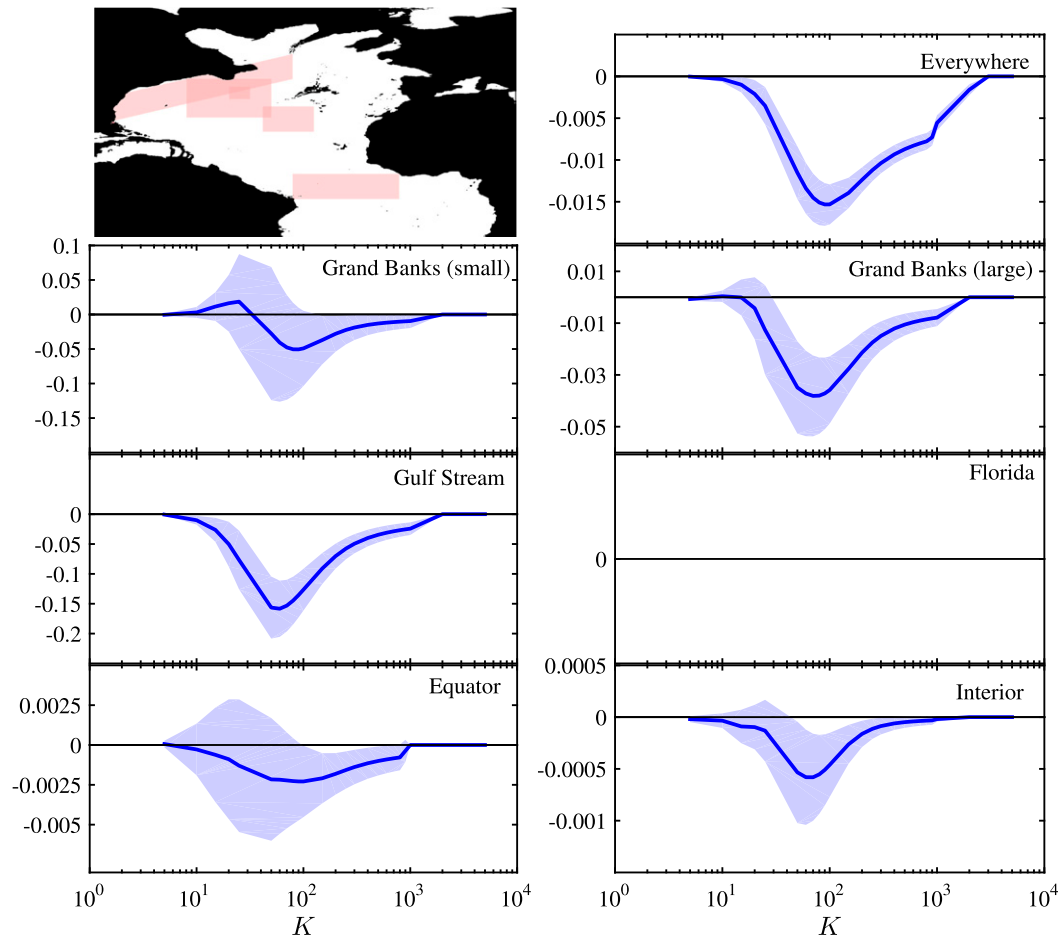 Everywhere
0
-0.005
-0.01
-0.015
0.1
0.05
0
-0.05
-0.1
-0.15
Grand Banks (small)
0.01
-0.01
-0.03
-0.05
Grand Banks (large)
Gulf Stream
0
-0.05
-0.1
-0.15
-0.2
Florida
0
Equator
0.0025
0
-0.0025
-0.005
10^0 10^1 10^2 10^3 10^4
K
0.0005
Interior
0
-0.0005
-0.001
10^0 10^1 10^2 10^3 10^4
K